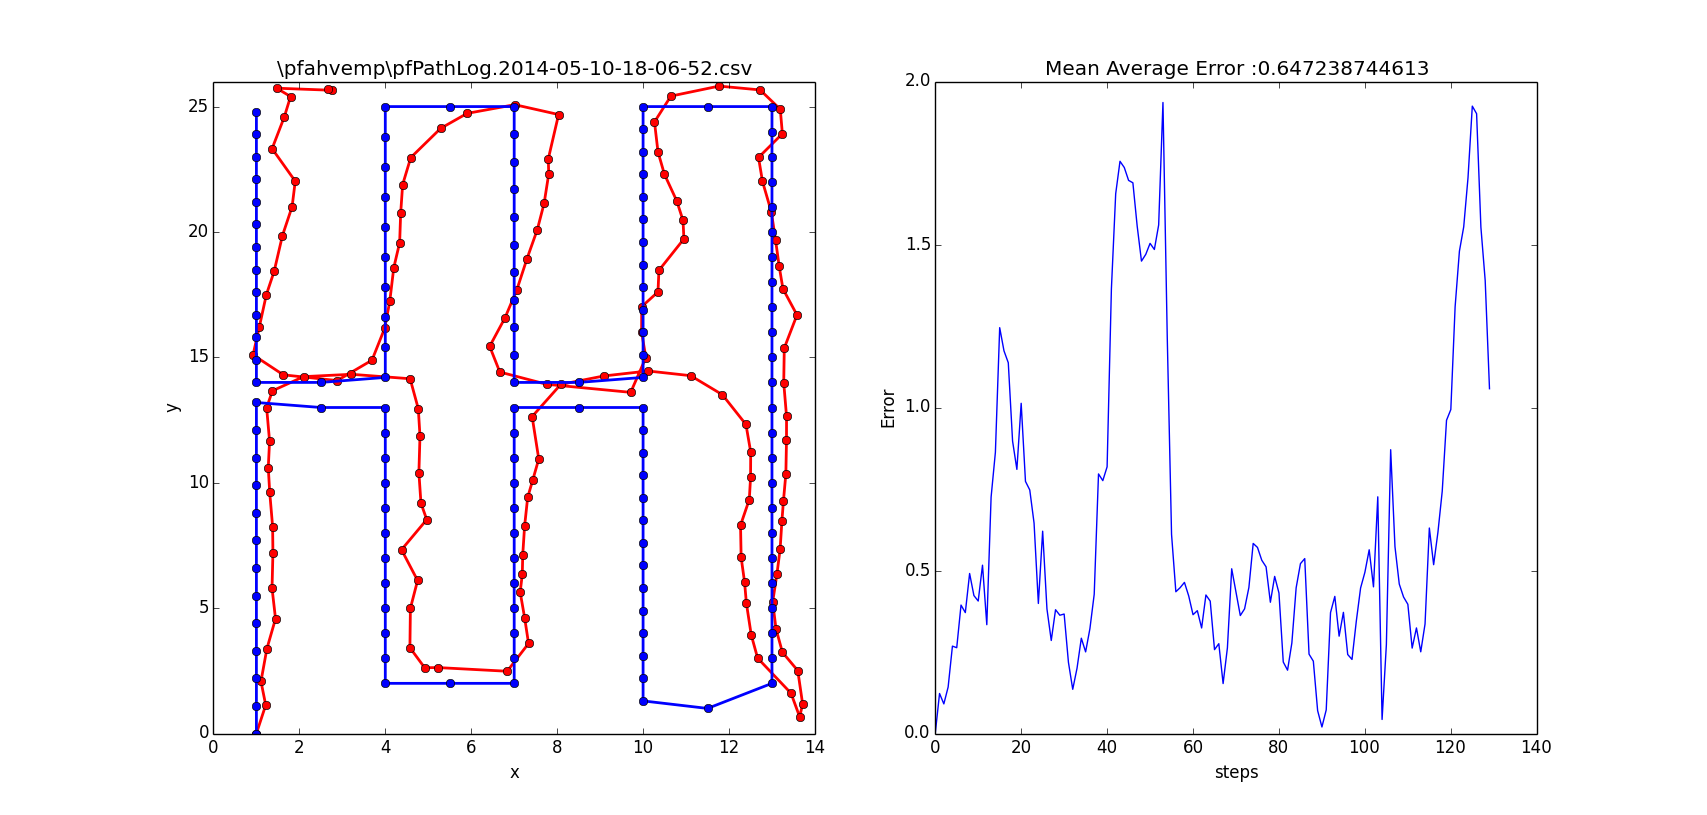 \pfahvemp\pfPathLog.2014-05-10-18-06-52.csv
25
20
15
10
5
0
y
0 2 4 6 8 10 12 14
x
Mean Average Error :0.647238744613
2.0
1.5
1.0
0.5
0.0
Error
0 20 40 60 80 100 120 140
steps